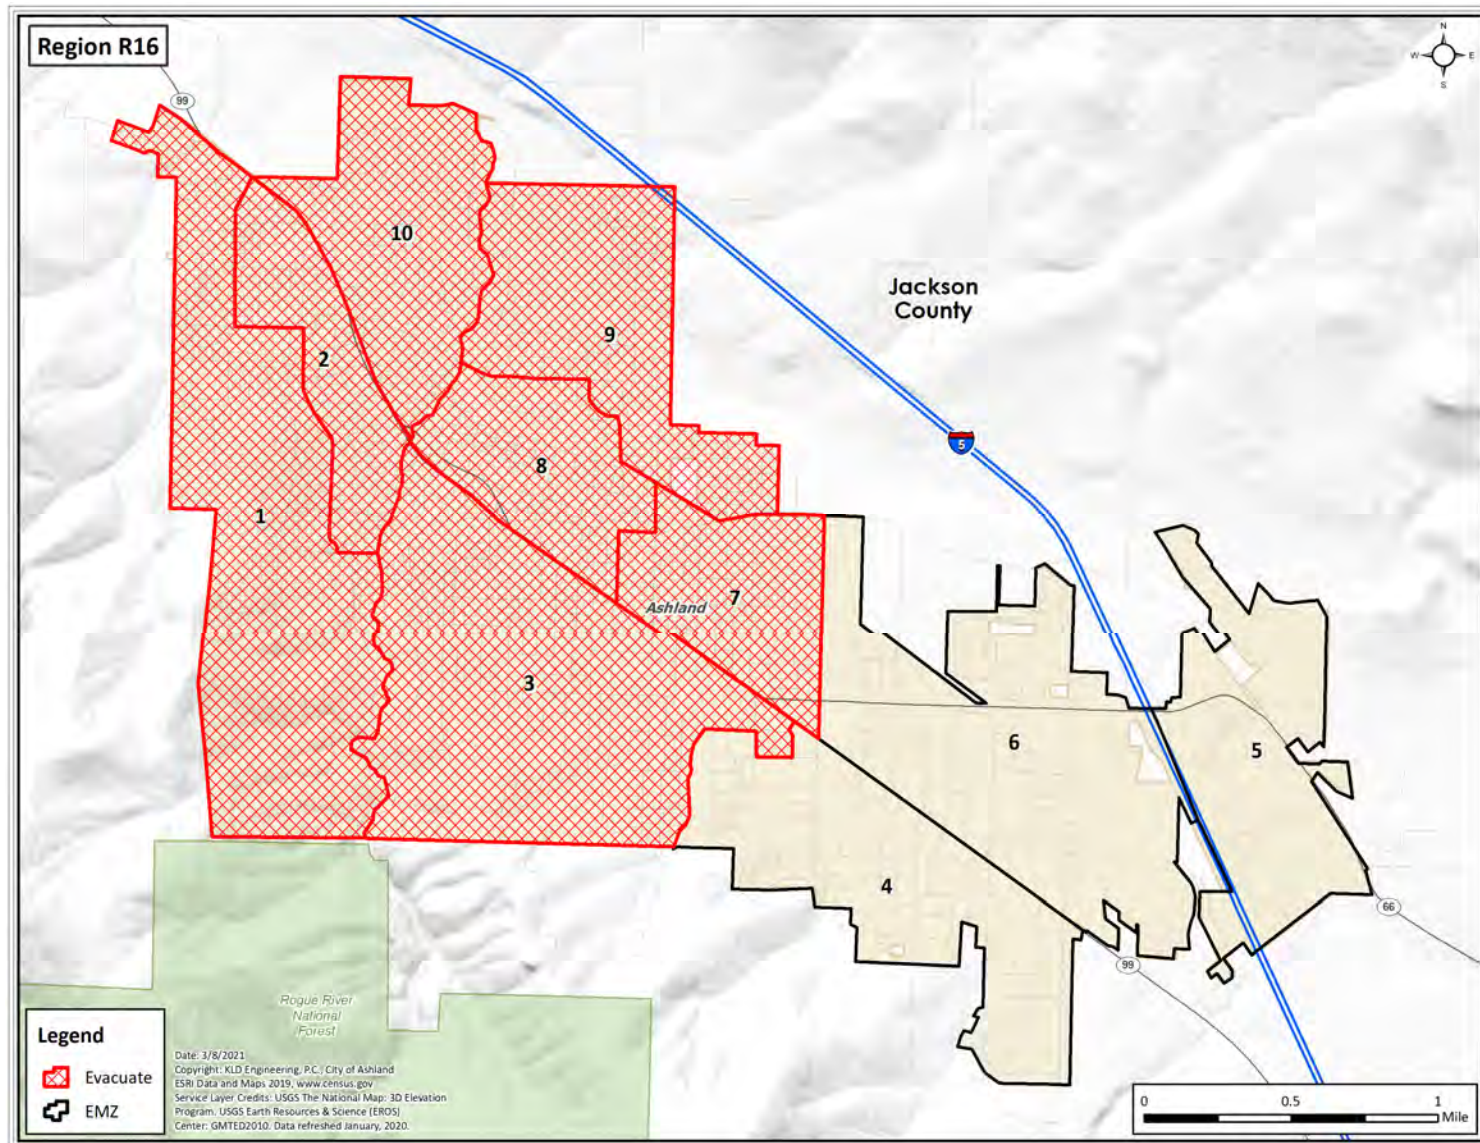 Region R16
N
W
E
S
99
10
Jackson
County
9
2
5
8
1
7
Ashland
3
6
5
4
66
99
Rogue River
National
Forest
Legend
Evacuate
EMZ
Date: 3/8/2021
Copyright: KLD Engineering, P.C., City of Ashland
ESRI Data and Maps 2019, www.census.gov
Service Layer Credits: USGS The National Map: 3D Elevation
Program. USGS Earth Resources & Science (EROS)
Center: GMTED2010. Data refreshed January, 2020.
0 0.5 1
Mile